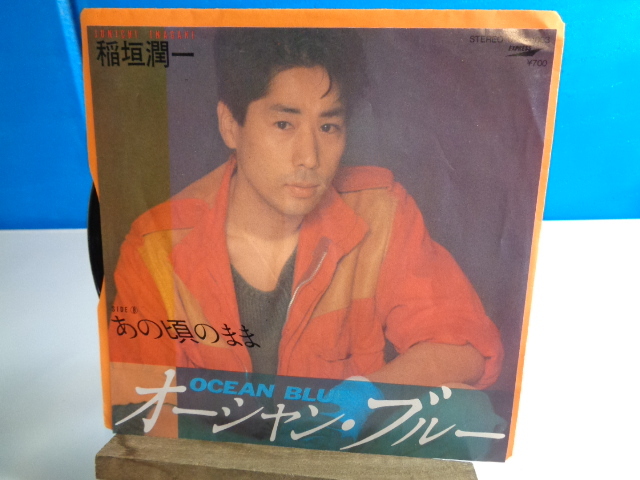 JUNICHI INAGAKI
稲垣潤一
STEREO
¥700
SIDE B
あの頃のまま
OCEAN BLUE
オーシャン・ブルー